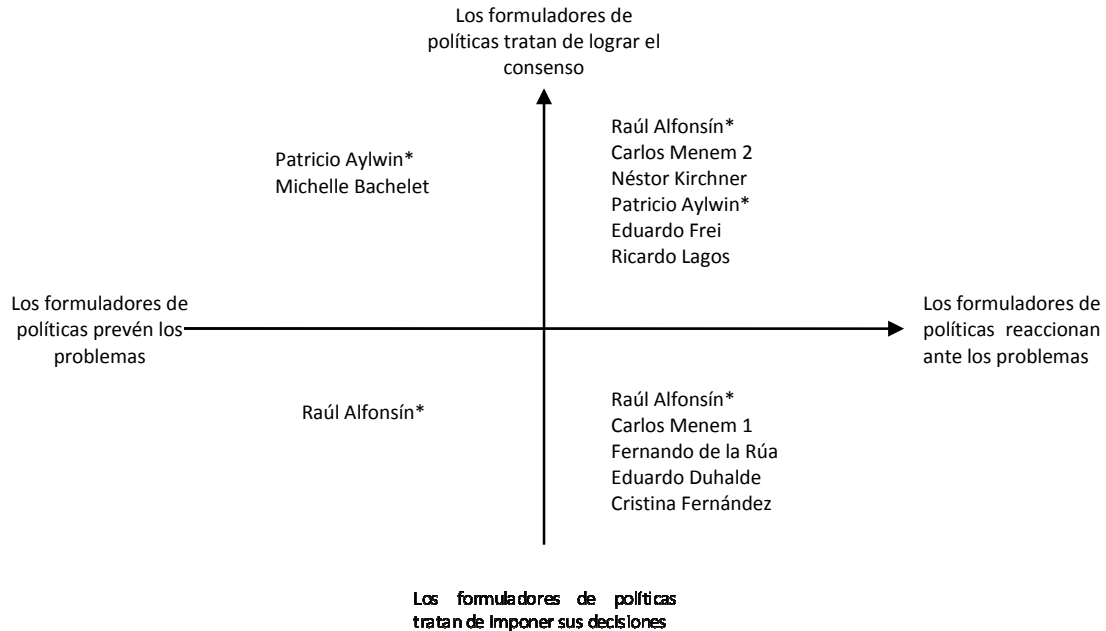 Los formuladores de
políticas tratan de lograr el
consenso
Patricio Aylwin*
Michelle Bachelet
Raúl Alfonsín*
Carlos Menem 2
Néstor Kirchner
Patricio Aylwin*
Eduardo Frei
Ricardo Lagos
Los formuladores de
políticas prevén los
problemas
Los formuladores de
políticas reaccionan
ante los problemas
Raúl Alfonsín*
Raúl Alfonsín*
Carlos Menem 1
Fernando de la Rúa
Eduardo Duhalde
Cristina Fernández
Los formuladores de políticas
tratan de imponer sus decisiones